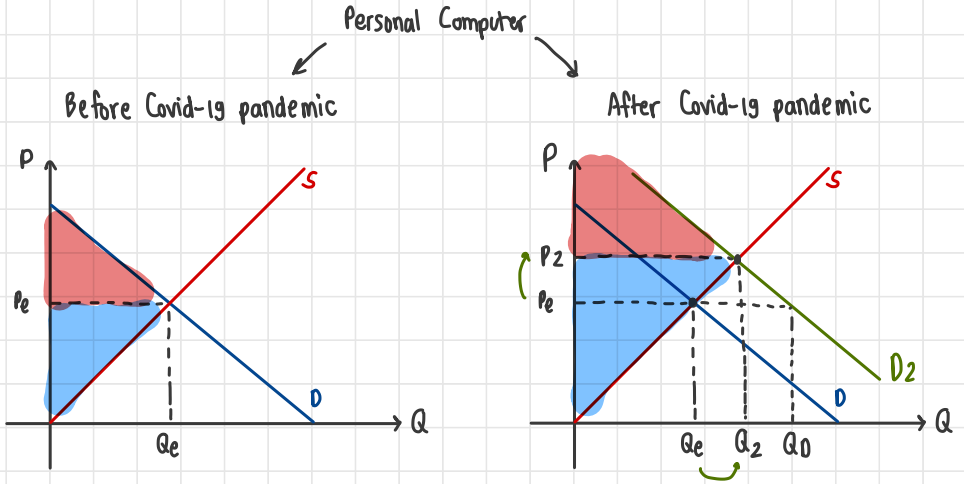 Personal Computer
Before Covid-19 pandemic
P
S
Pe
D
Q
Qe
After Covid-19 pandemic
P
S
P2
Pe
D2
D
Q
Qe Q2 QD